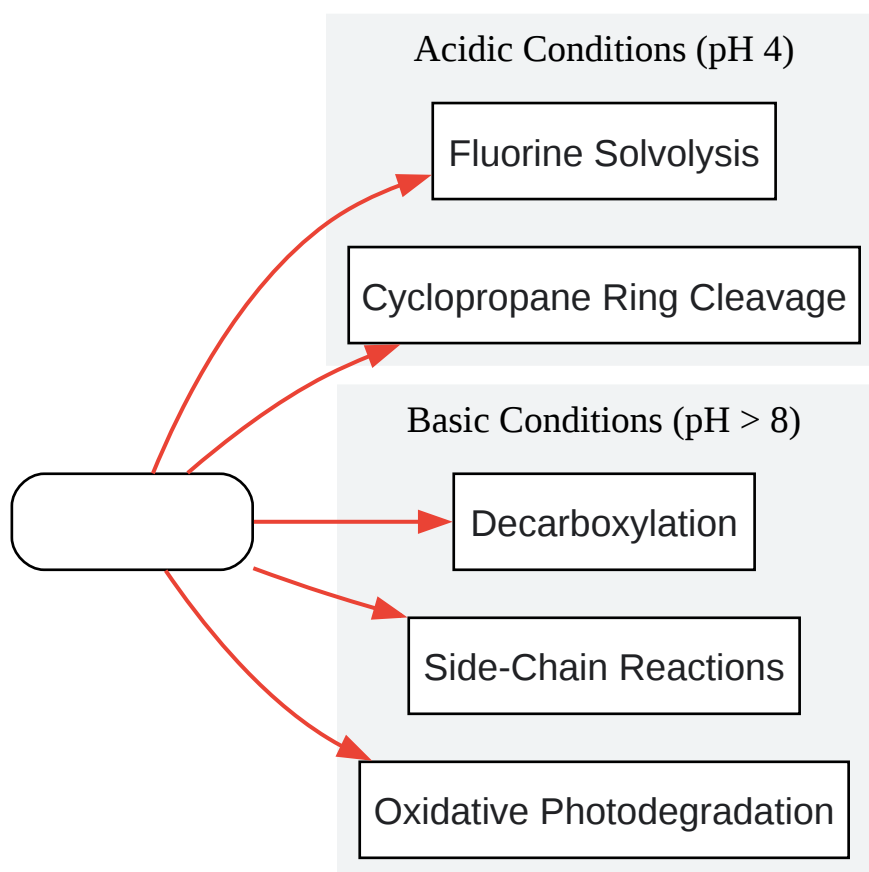 Acidic Conditions (pH 4)
Fluorine Solvolysis
Cyclopropane Ring Cleavage
Basic Conditions (pH > 8)
Decarboxylation
Side-Chain Reactions
Oxidative Photodegradation